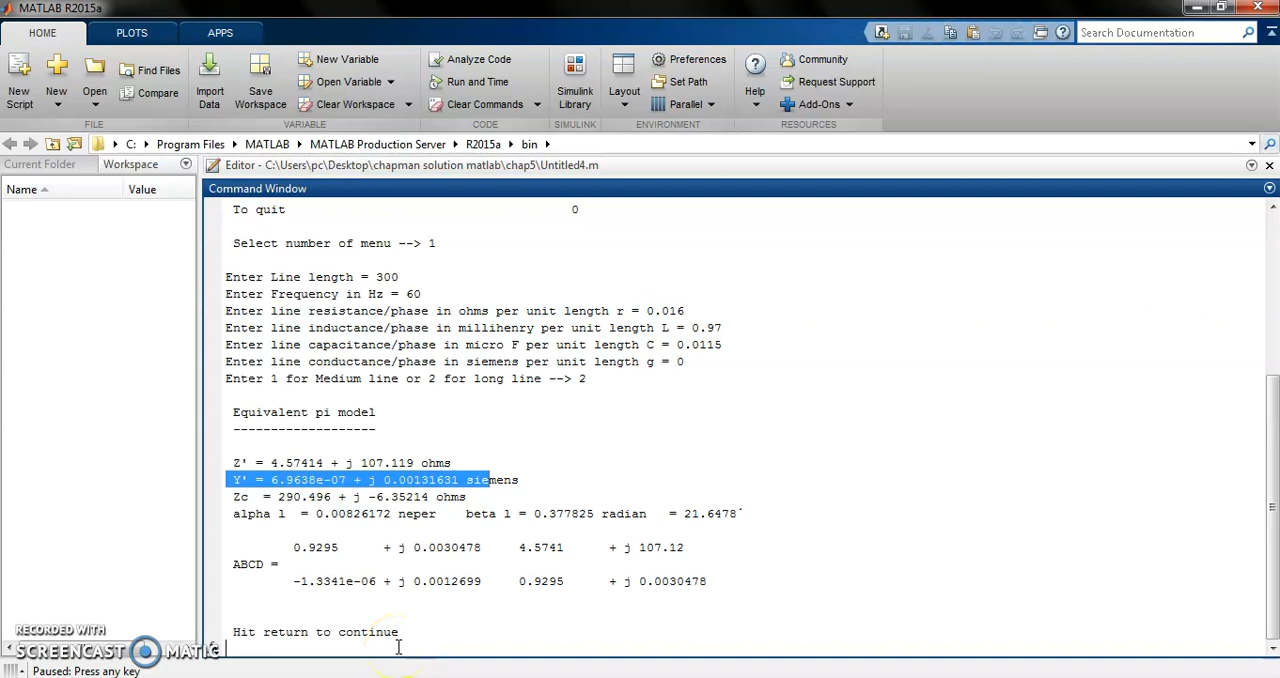 MATLAB R2015a
HOME PLOTS APPS
Search Documentation
New Script
New
Open
Find Files
Compare
Import Data
Save Workspace
New Variable
Open Variable
Clear Workspace
Analyze Code
Run and Time
Clear Commands
Simulink Library
Layout
Preferences
Set Path
Parallel
Help
Community
Request Support
Add-Ons
FILE VARIABLE CODE SIMULINK ENVIRONMENT RESOURCES
C: Program Files MATLAB MATLAB Production Server R2015a bin
Current Folder Workspace
Editor - C:\Users\pc\Desktop\chapman solution matlab\chap5\Untitled4.m
Name Value
Command Window
To quit 0
Select number of menu --> 1
Enter Line length = 300
Enter Frequency in Hz = 60
Enter line resistance/phase in ohms per unit length r = 0.016
Enter line inductance/phase in millihenry per unit length L = 0.97
Enter line capacitance/phase in micro F per unit length C = 0.0115
Enter line conductance/phase in siemens per unit length g = 0
Enter 1 for Medium line or 2 for long line --> 2
Equivalent pi model
-------------------
Z' = 4.57414 + j 107.119 ohms
Y' = 6.9638e-07 + j 0.00131631 siemens
Zc = 290.496 + j -6.35214 ohms
alpha l = 0.00826172 neper beta l = 0.377825 radian = 21.6478´
0.9295 + j 0.0030478 4.5741 + j 107.12
ABCD =
-1.3341e-06 + j 0.0012699 0.9295 + j 0.0030478
Hit return to continue
RECORDED WITH
SCREENCAST MATIC
Paused: Press any key